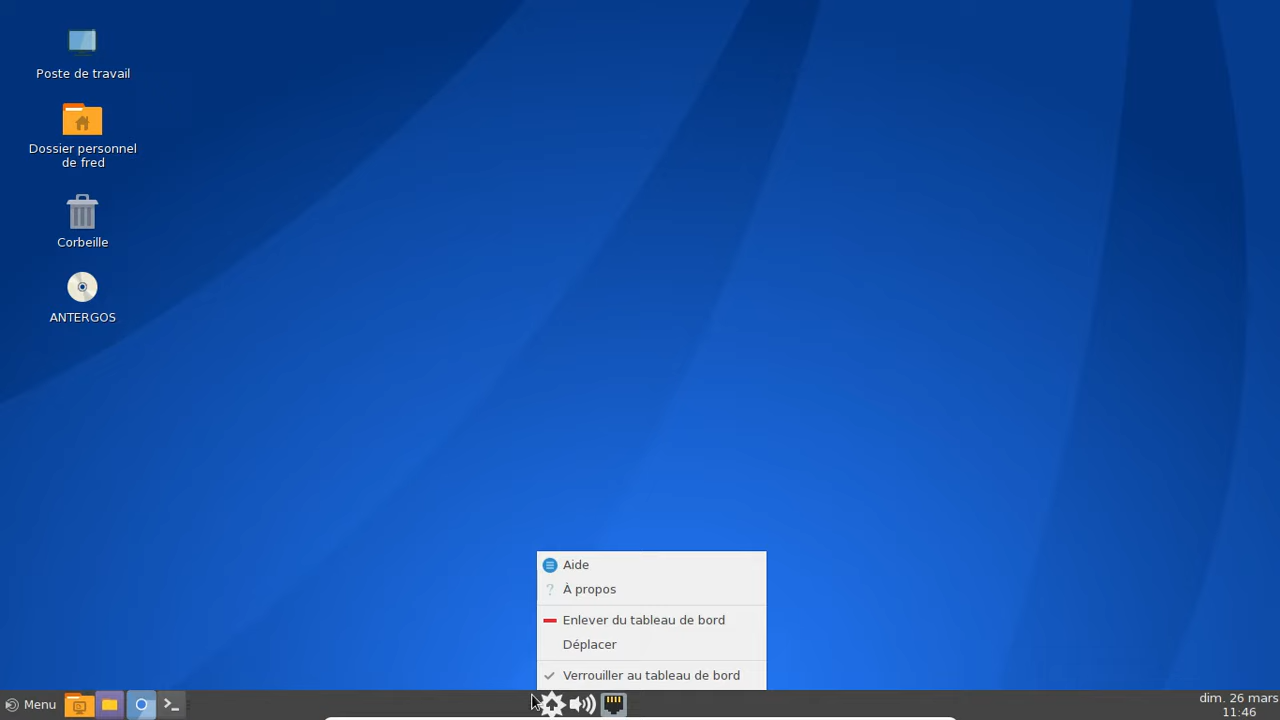 Poste de travail
Dossier personnel
de fred
Corbeille
ANTERGOS
Aide
À propos
Enlever du tableau de bord
Déplacer
Verrouiller au tableau de bord
Menu
dim. 26 mars
11:46